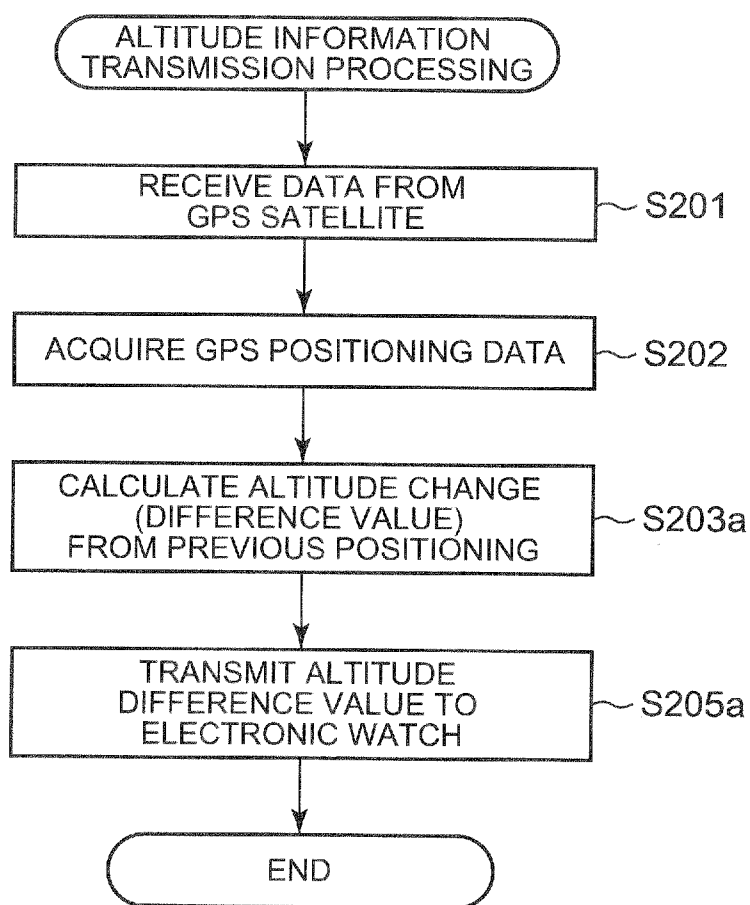 ALTITUDE INFORMATION
TRANSMISSION PROCESSING
RECEIVE DATA FROM
GPS SATELLITE
S201
ACQUIRE GPS POSITIONING DATA
S202
CALCULATE ALTITUDE CHANGE
(DIFFERENCE VALUE)
FROM PREVIOUS POSITIONING
S203a
TRANSMIT ALTITUDE
DIFFERENCE VALUE TO
ELECTRONIC WATCH
S205a
END